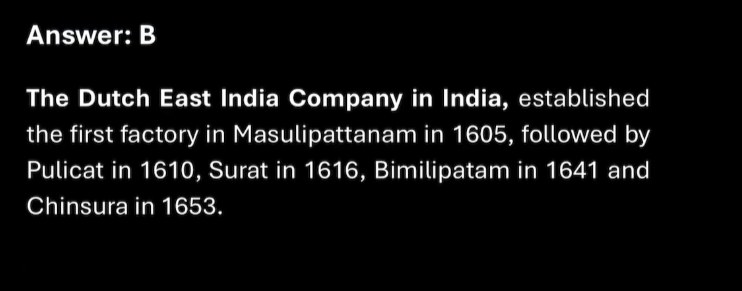 Answer: B
The Dutch East India Company in India, established
the first factory in Masulipattanam in 1605, followed by
Pulicat in 1610, Surat in 1616, Bimilipatam in 1641 and
Chinsura in 1653.